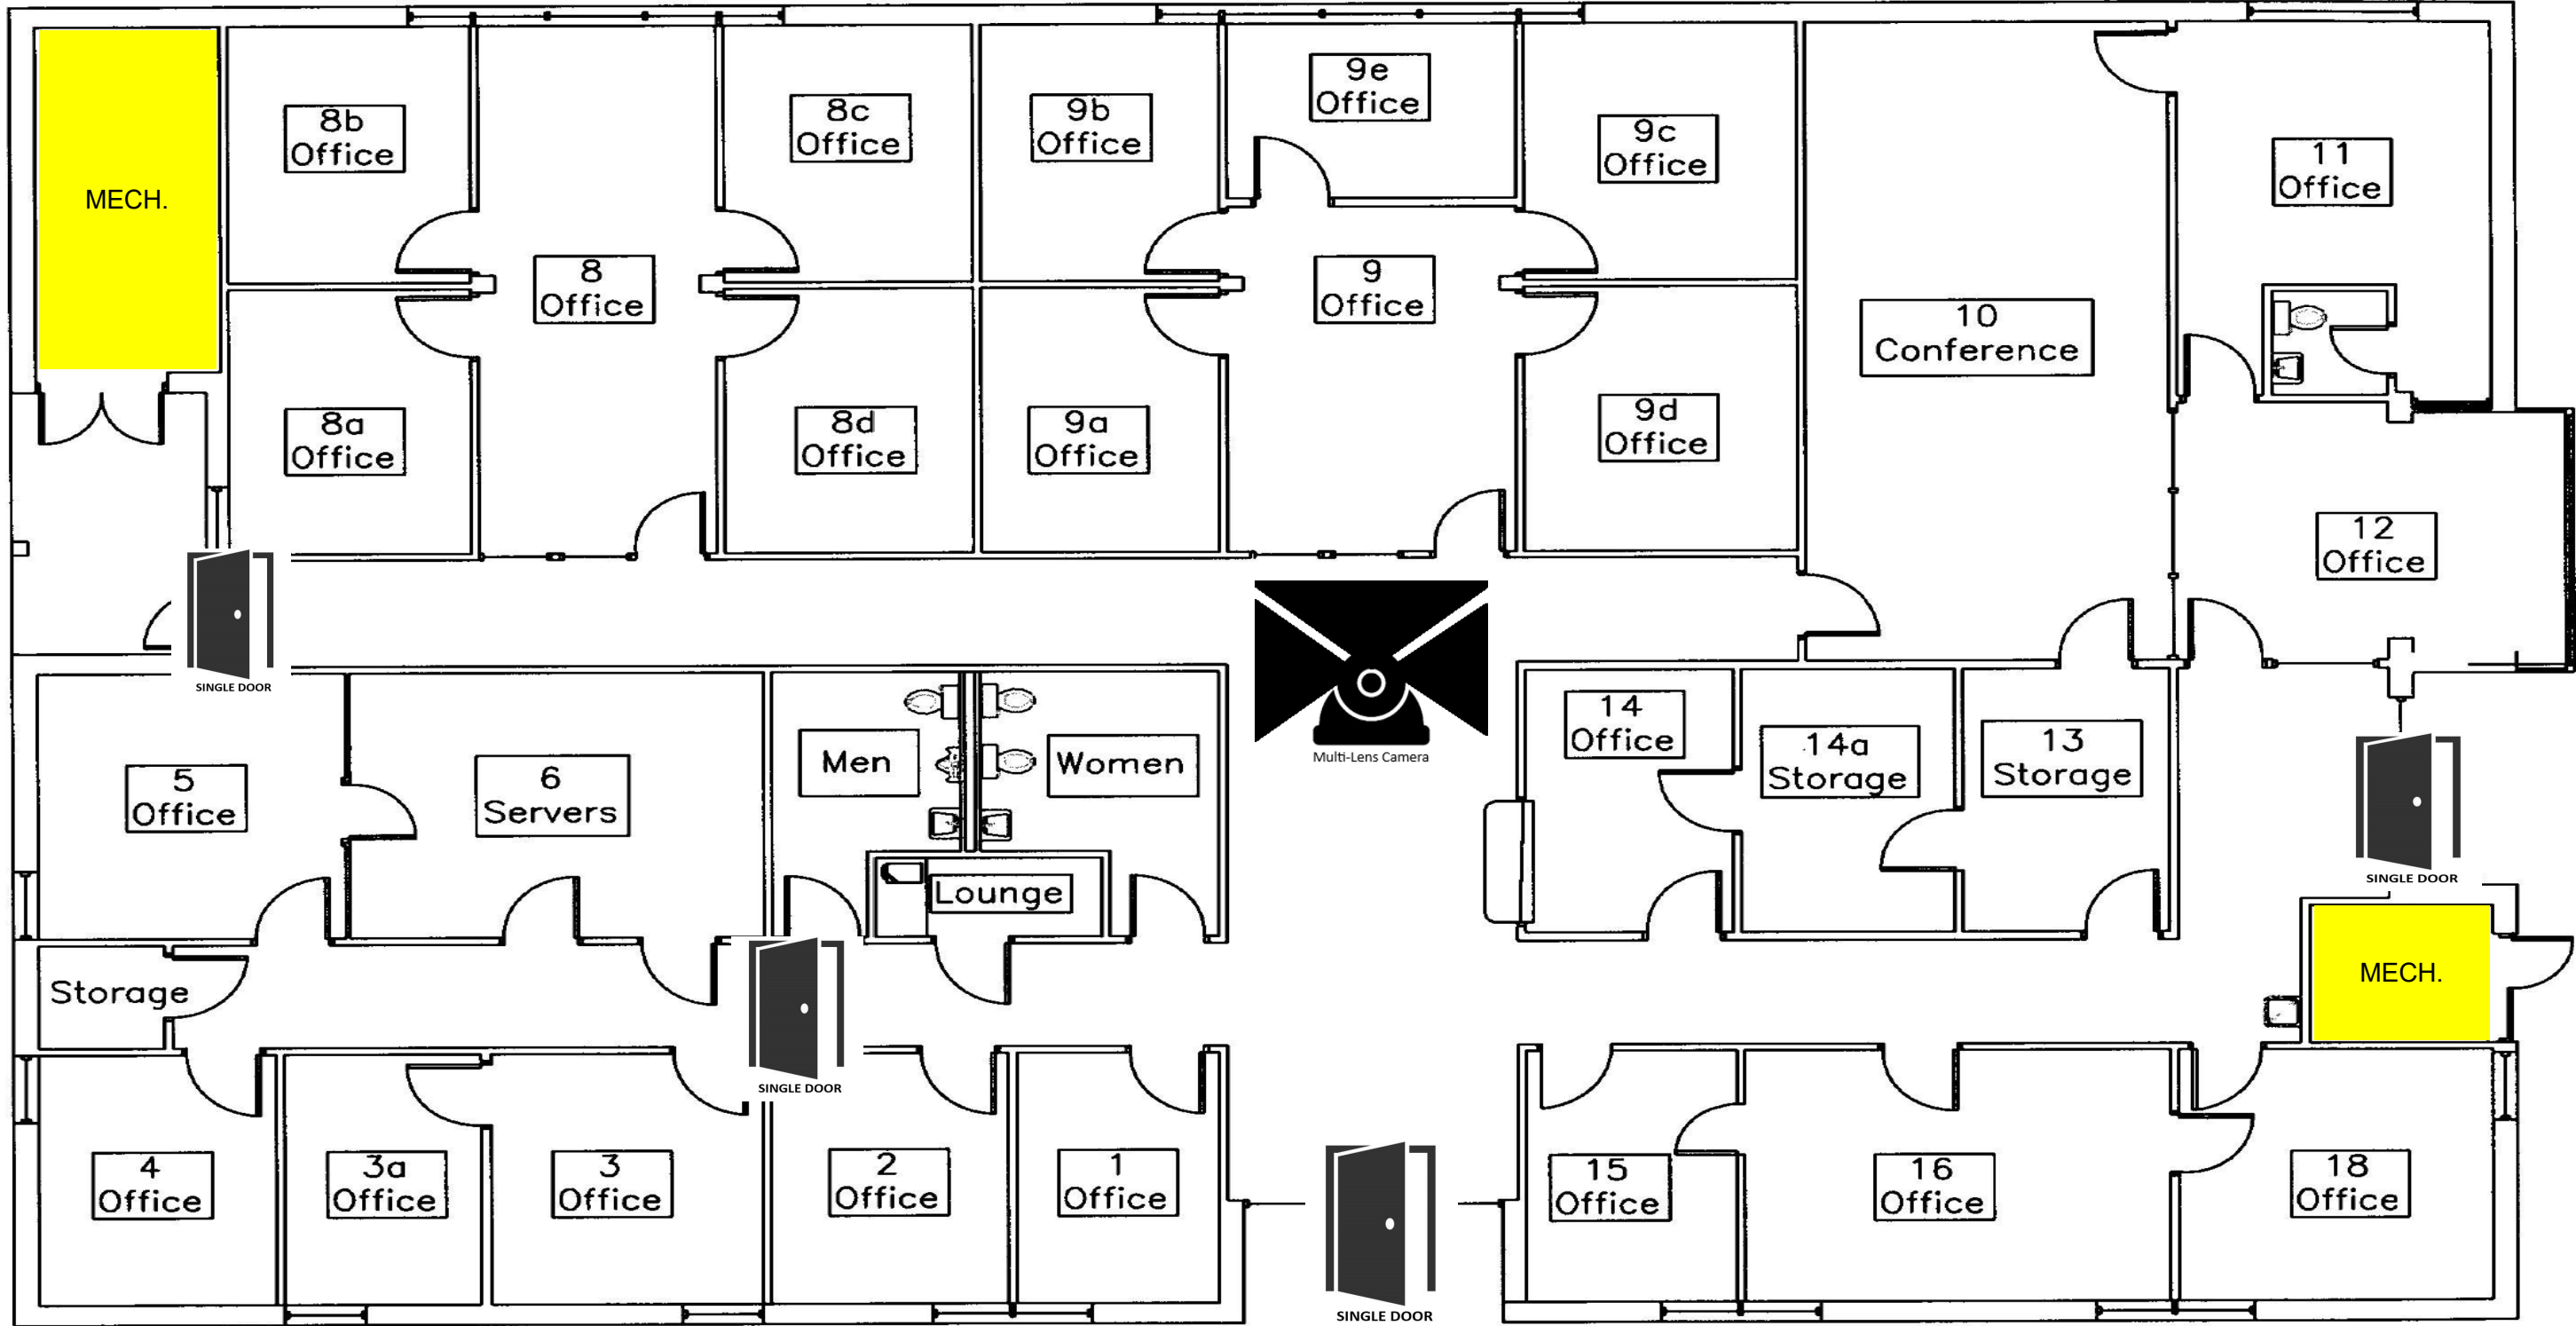 MECH.
8b
Office
8
Office
8c
Office
9b
Office
9e
Office
9c
Office
11
Office
8a
Office
8d
Office
9a
Office
9
Office
9d
Office
10
Conference
12
Office
SINGLE DOOR
Multi-Lens Camera
5
Office
6
Servers
Men
Women
Lounge
14
Office
14a
Storage
13
Storage
SINGLE DOOR
Storage
SINGLE DOOR
MECH.
4
Office
3a
Office
3
Office
2
Office
1
Office
SINGLE DOOR
15
Office
16
Office
18
Office